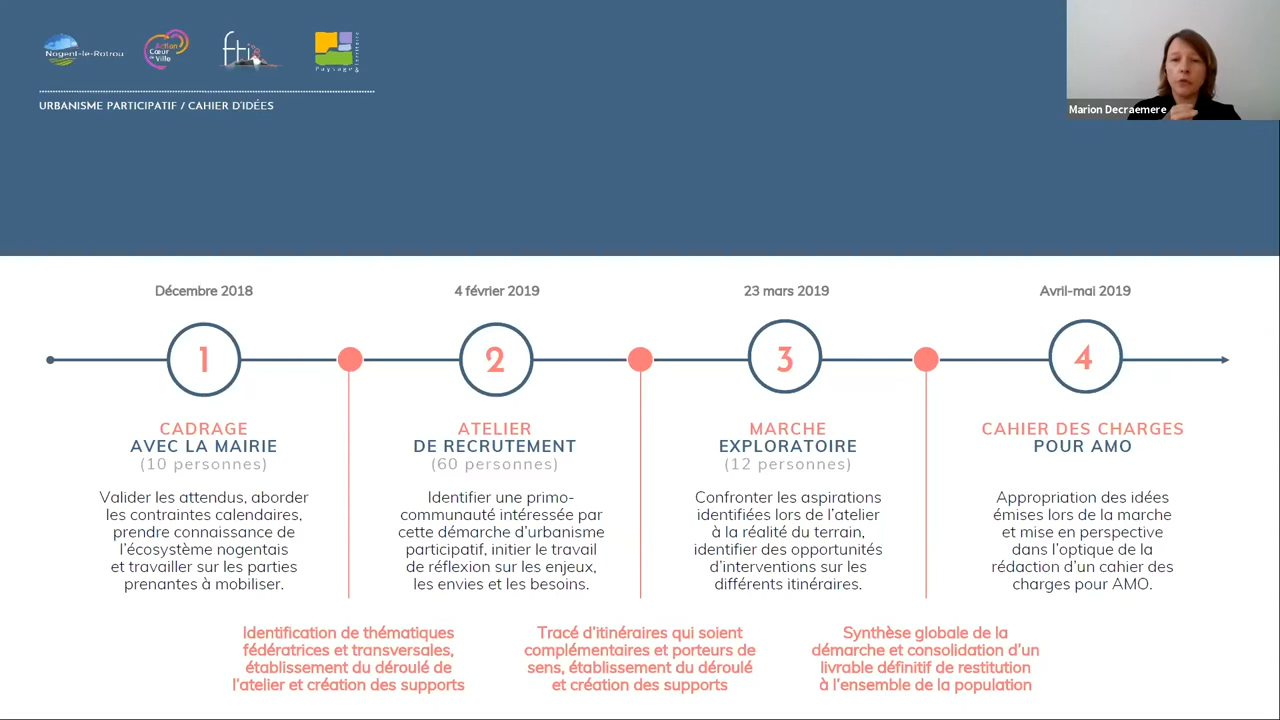 Nogent-le-Rotrou
Action
Cœur
de Ville
fti
Paysage & territoire
URBANISME PARTICIPATIF / CAHIER D'IDÉES
Marion Decraemere
Décembre 2018
4 février 2019
23 mars 2019
Avril-mai 2019
1
2
3
4
CADRAGE
AVEC LA MAIRIE
(10 personnes)
Valider les attendus, aborder
les contraintes calendaires,
prendre connaissance de
l'écosystème nogentais
et travailler sur les parties
prenantes à mobiliser.
ATELIER
DE RECRUTEMENT
(60 personnes)
Identifier une primo-
communauté intéressée par
cette démarche d'urbanisme
participatif, initier le travail
de réflexion sur les enjeux,
les envies et les besoins.
MARCHE
EXPLORATOIRE
(12 personnes)
Confronter les aspirations
identifiées lors de l'atelier
à la réalité du terrain,
identifier des opportunités
d'interventions sur les
différents itinéraires.
CAHIER DES CHARGES
POUR AMO
Appropriation des idées
émises lors de la marche
et mise en perspective
dans l'optique de la
rédaction d'un cahier des
charges pour AMO.
Identification de thématiques
fédératrices et transversales,
établissement du déroulé de
l'atelier et création des supports
Tracé d'itinéraires qui soient
complémentaires et porteurs de
sens, établissement du déroulé
et création des supports
Synthèse globale de la
démarche et consolidation d'un
livrable définitif de restitution
à l'ensemble de la population